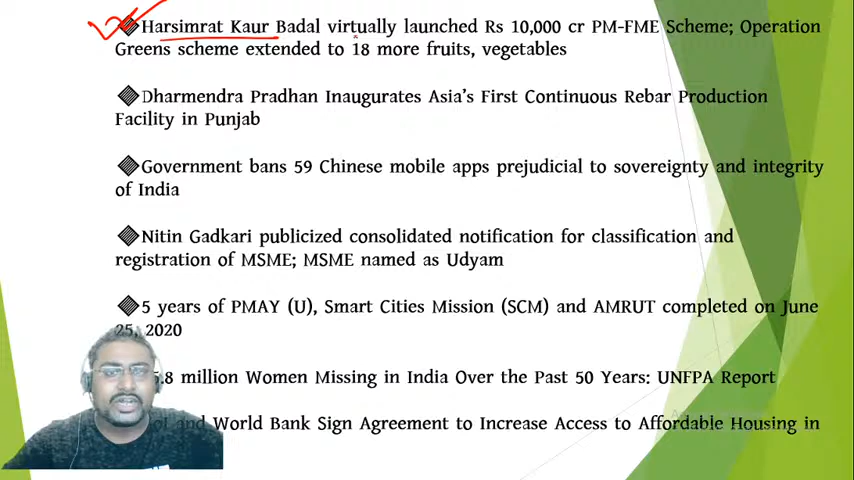 Harsimrat Kaur Badal virtually launched Rs 10,000 cr PM-FME Scheme; Operation
Greens scheme extended to 18 more fruits, vegetables
Dharmendra Pradhan Inaugurates Asia's First Continuous Rebar Production
Facility in Punjab
Government bans 59 Chinese mobile apps prejudicial to sovereignty and integrity
of India
Nitin Gadkari publicized consolidated notification for classification and
registration of MSME; MSME named as Udyam
5 years of PMAY (U), Smart Cities Mission (SCM) and AMRUT completed on June
25, 2020
million Women Missing in India Over the Past 50 Years: UNFPA Report
and World Bank Sign Agreement to Increase Access to Affordable Housing in